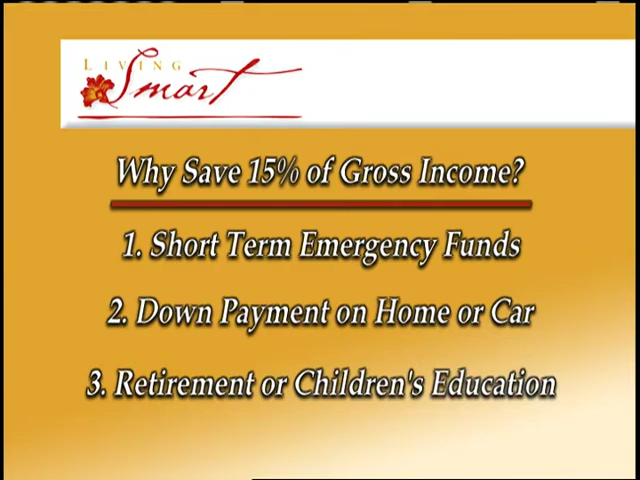 LIVING
Smart
Why Save 15% of Gross Income?
1. Short Term Emergency Funds
2. Down Payment on Home or Car
3. Retirement or Children's Education